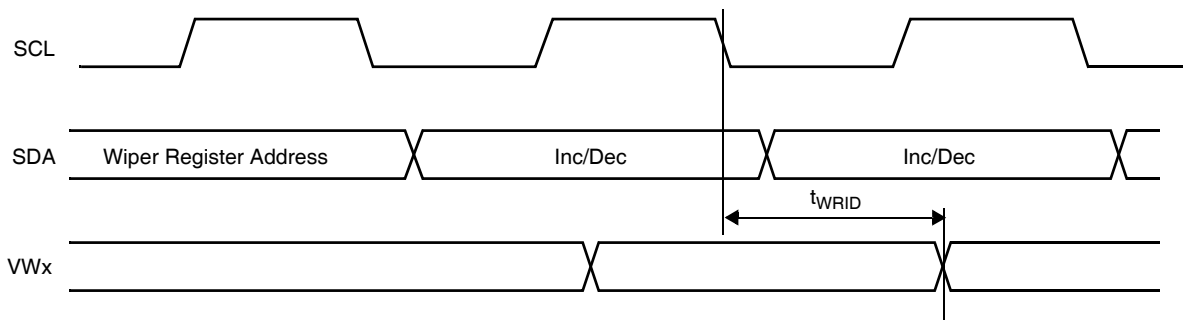 SCL
SDA
Wiper Register Address
Inc/Dec
Inc/Dec
tWRID
VWx